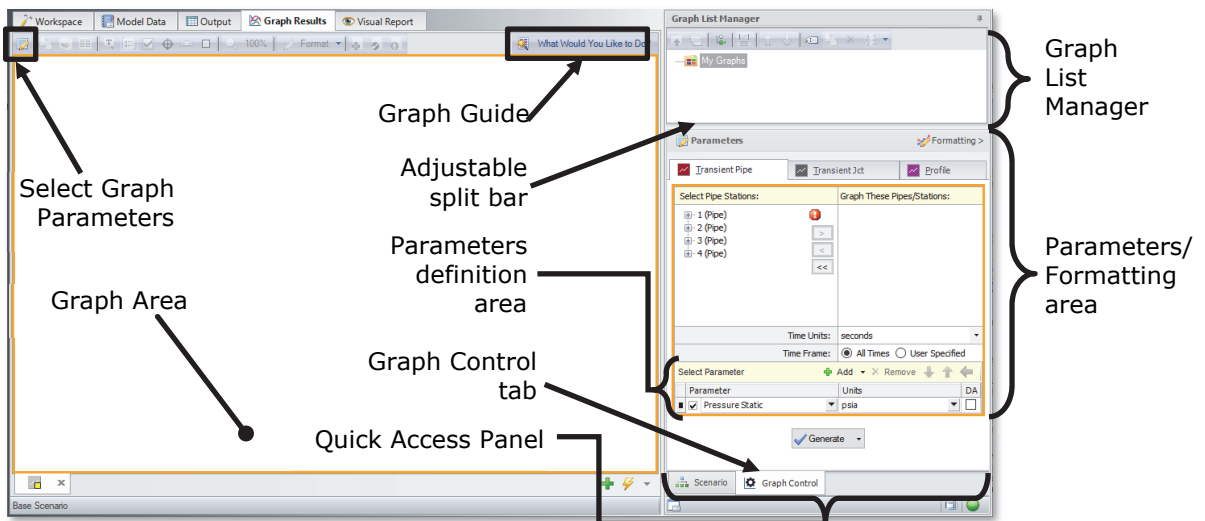 Workspace Model Data Output Graph Results Visual Report
100% Format What Would You Like to Do?
Graph Guide
Adjustable
split bar
Select Graph
Parameters
Parameters
definition
area
Graph Area
Graph Control
tab
Quick Access Panel
Base Scenario
Graph List Manager
My Graphs
Parameters Formatting >
Transient Pipe Transient Jct Profile
Select Pipe Stations: Graph These Pipes/Stations:
1 (Pipe)
2 (Pipe)
3 (Pipe)
4 (Pipe)
>
<
<<
Time Units: seconds
Time Frame: All Times User Specified
Select Parameter Add Remove
Parameter Units DA
Pressure Static psia
Generate
Scenario Graph Control
Graph
List
Manager
Parameters/
Formatting
area